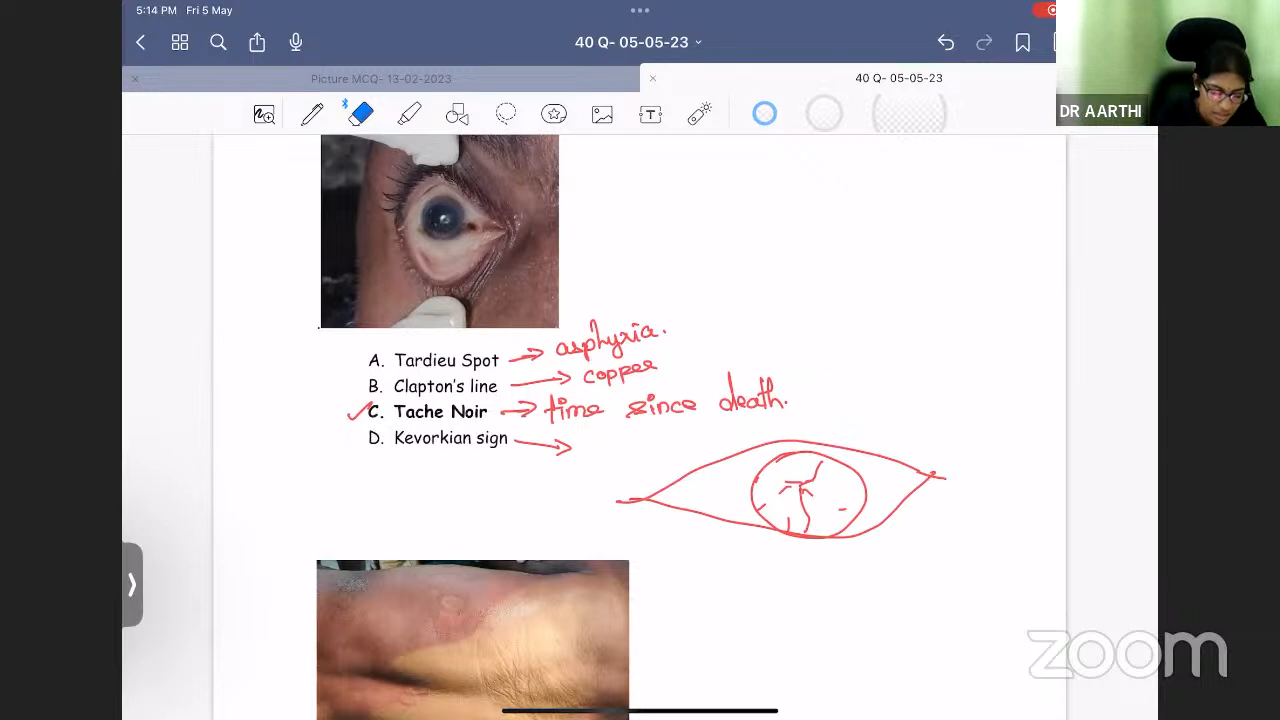 5:14 PM Fri 5 May
40 Q- 05-05-23
Picture MCQ- 13-02-2023
40 Q- 05-05-23
T
DR AARTHI
A. Tardieu Spot → asphyxia.
B. Clapton's line → copper
C. Tache Noir → time since death.
D. Kevorkian sign →
zoom